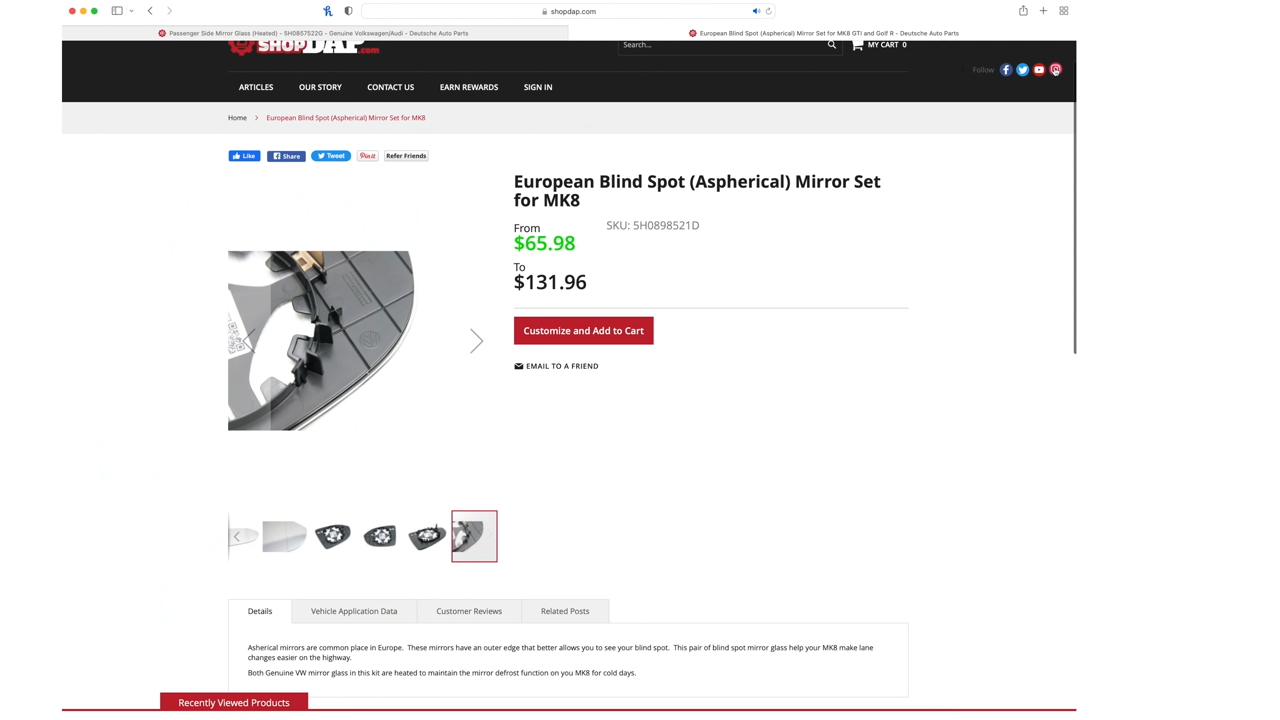 shopdap.com
Passenger Side Mirror Glass (Heated) - 5H0857522G - Genuine Volkswagen/Audi - Deutsche Auto Parts
European Blind Spot (Aspherical) Mirror Set for MK8 GTI and Golf R - Deutsche Auto Parts
SHOPDAP.com
Search...
MY CART 0
Follow
ARTICLES OUR STORY CONTACT US EARN REWARDS SIGN IN
Home > European Blind Spot (Aspherical) Mirror Set for MK8
Like Share Tweet Pin it Refer Friends
European Blind Spot (Aspherical) Mirror Set
for MK8
From
SKU: 5H0898521D
$65.98
To
$131.96
Customize and Add to Cart
EMAIL TO A FRIEND
Details Vehicle Application Data Customer Reviews Related Posts
Asherical mirrors are common place in Europe. These mirrors have an outer edge that better allows you to see your blind spot. This pair of blind spot mirror glass help your MK8 make lane
changes easier on the highway.
Both Genuine VW mirror glass in this kit are heated to maintain the mirror defrost function on you MK8 for cold days.
Recently Viewed Products